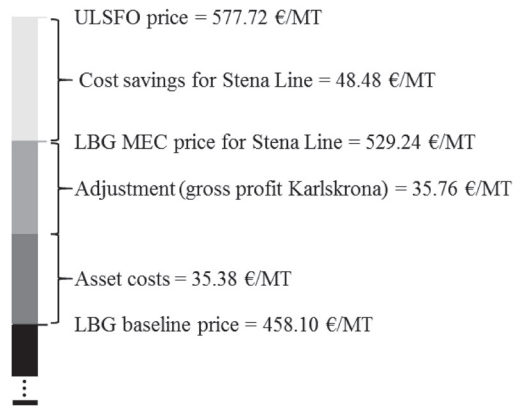 ULSFO price = 577.72 €/MT
Cost savings for Stena Line = 48.48 €/MT
LBG MEC price for Stena Line = 529.24 €/MT
Adjustment (gross profit Karlskrona) = 35.76 €/MT
Asset costs = 35.38 €/MT
LBG baseline price = 458.10 €/MT